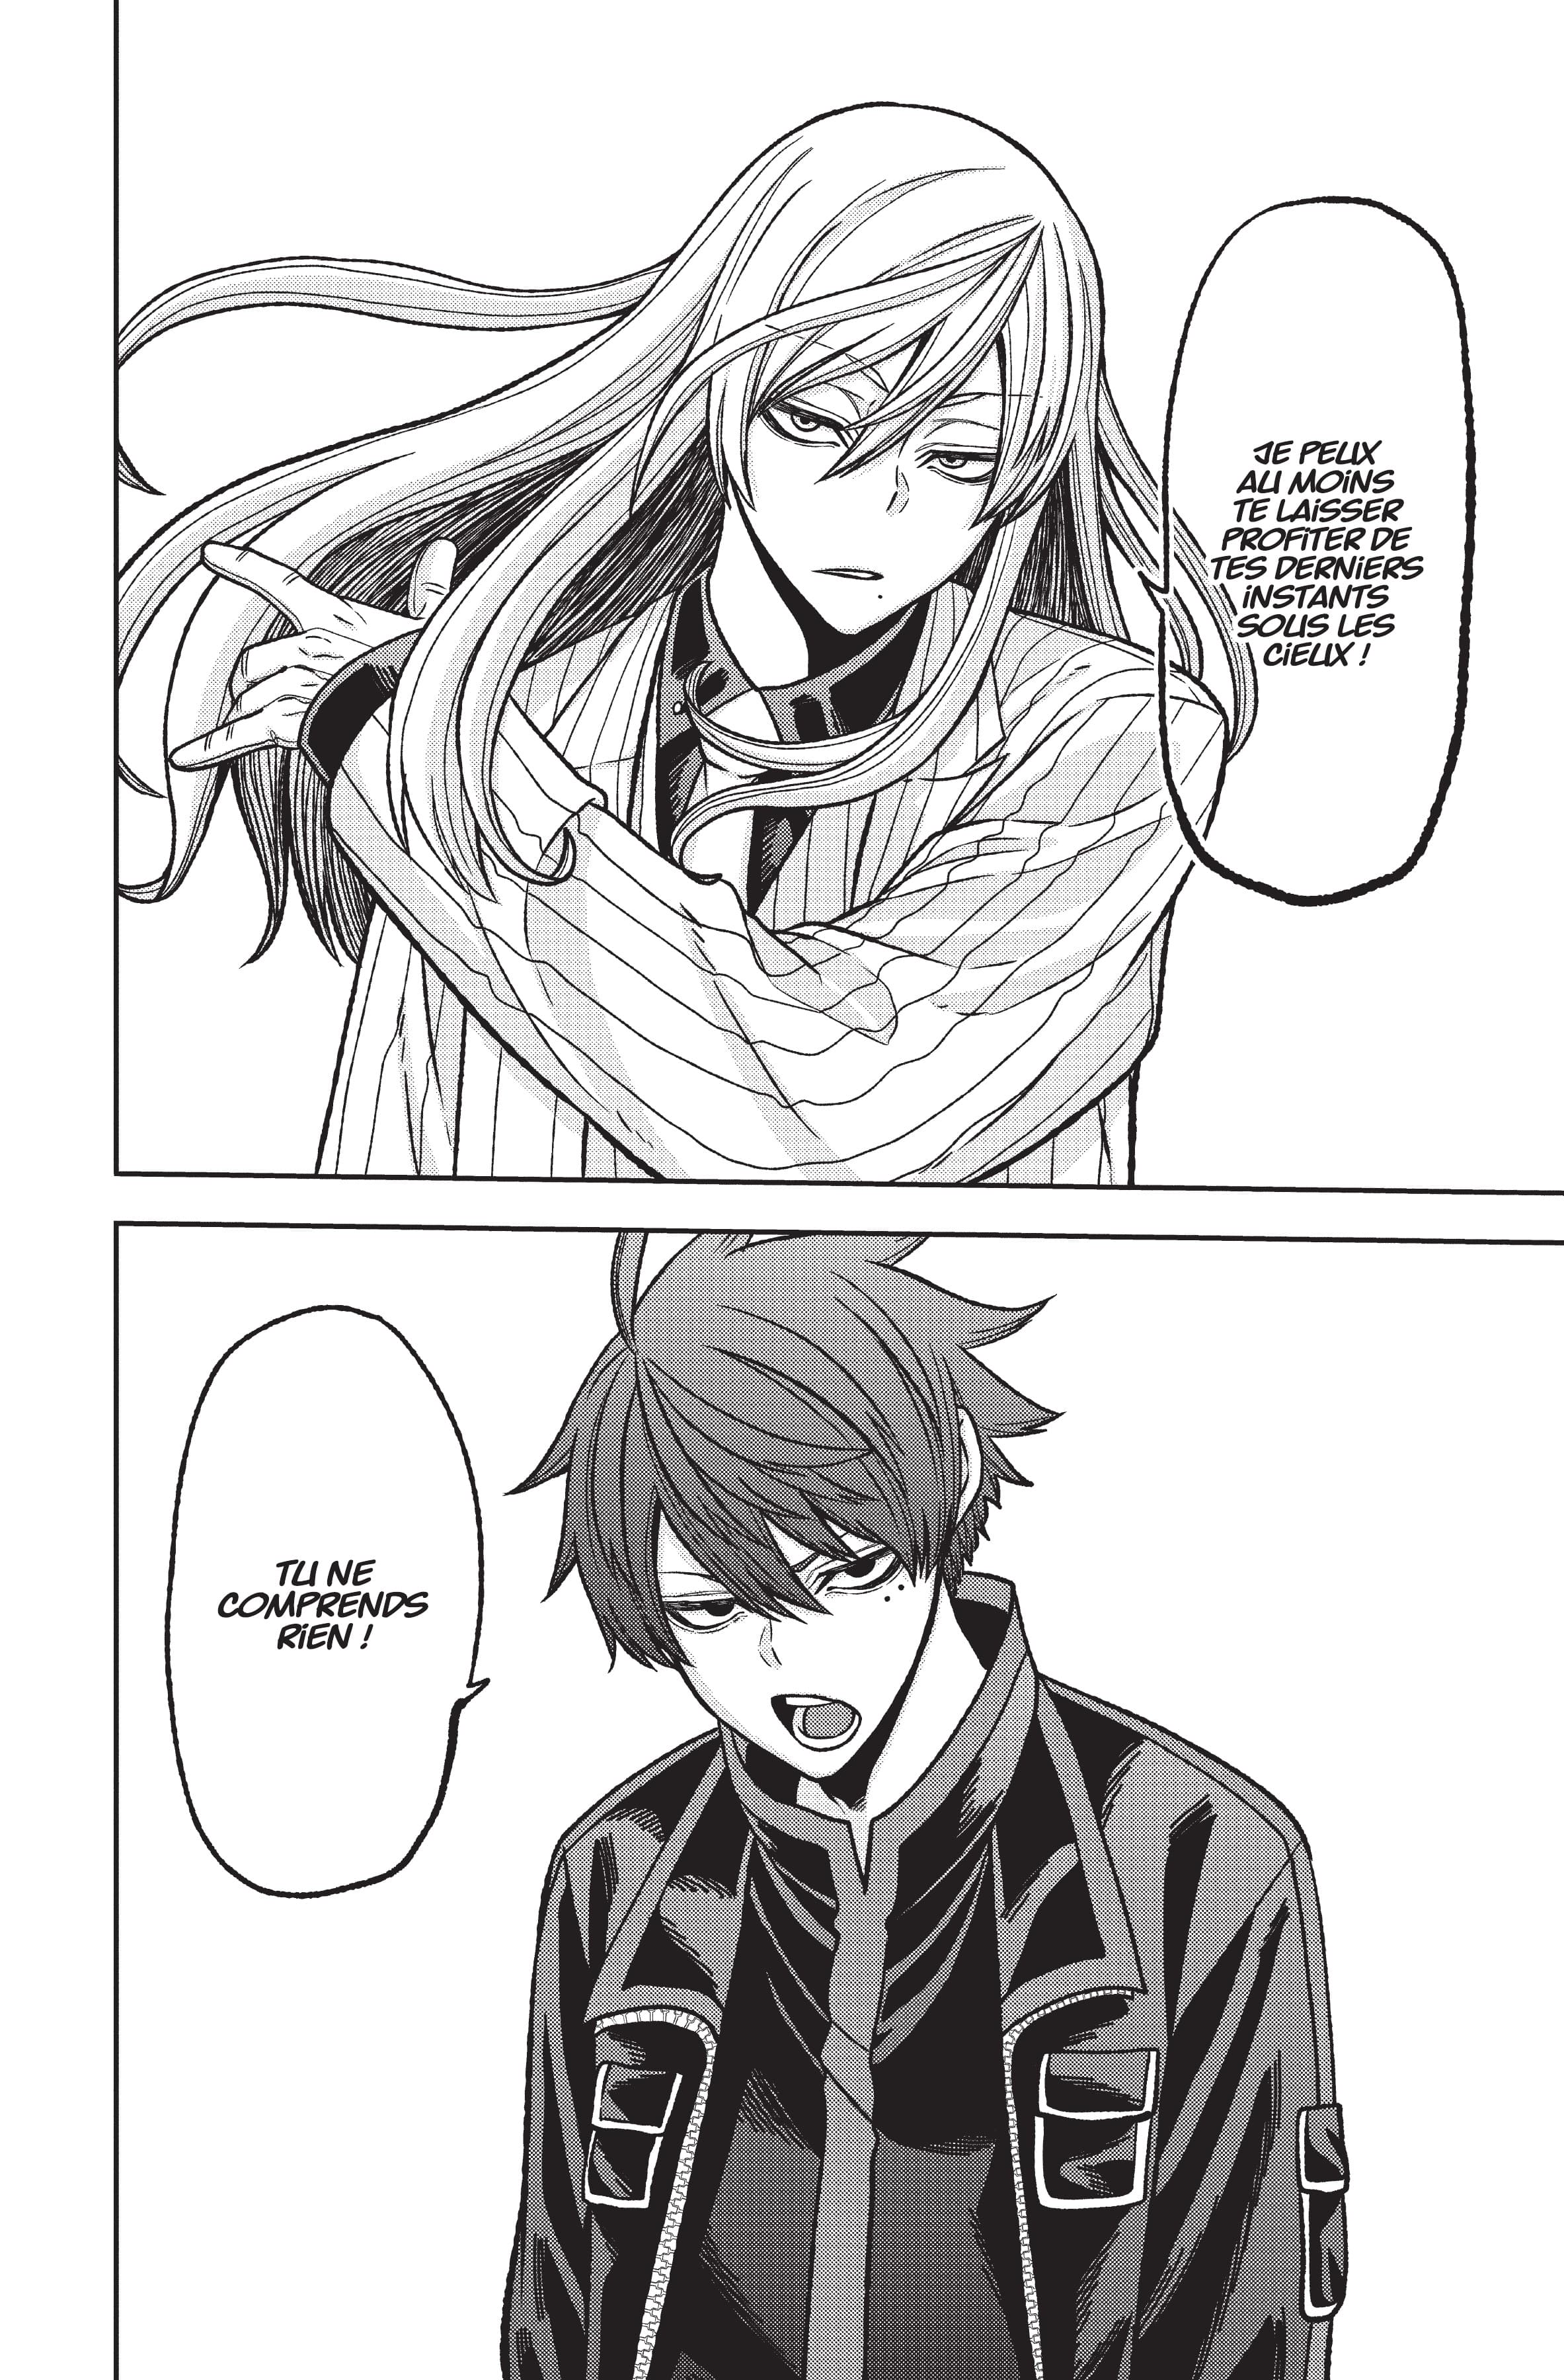 JE PEUX
AU MOINS
TE LAISSER
PROFITER DE
TES DERNIERS
INSTANTS
SOUS LES
CIEUX !
TU NE
COMPRENDS
RIEN !